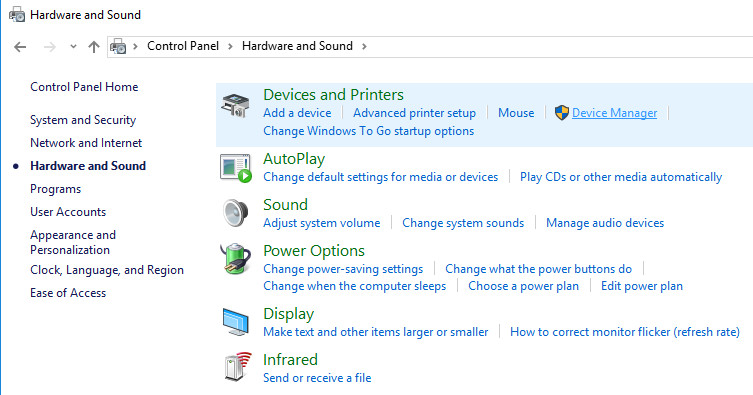 Hardware and Sound
Control Panel Hardware and Sound
Control Panel Home
System and Security
Network and Internet
Hardware and Sound
Programs
User Accounts
Appearance and
Personalization
Clock, Language, and Region
Ease of Access
Devices and Printers
Add a device Advanced printer setup Mouse Device Manager
Change Windows To Go startup options
AutoPlay
Change default settings for media or devices Play CDs or other media automatically
Sound
Adjust system volume Change system sounds Manage audio devices
Power Options
Change power-saving settings Change what the power buttons do
Change when the computer sleeps Choose a power plan Edit power plan
Display
Make text and other items larger or smaller How to correct monitor flicker (refresh rate)
Infrared
Send or receive a file